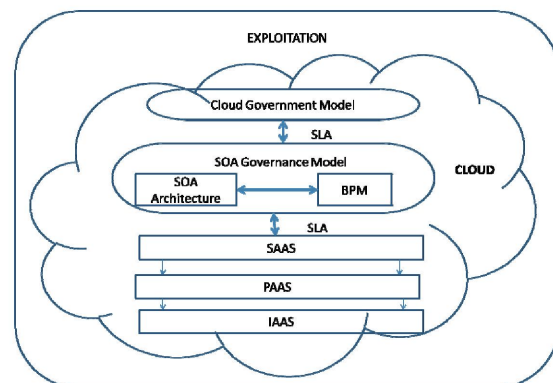 EXPLOITATION
Cloud Government Model
SLA
SOA Governance Model
CLOUD
SOA
Architecture
BPM
SLA
SAAS
PAAS
IAAS